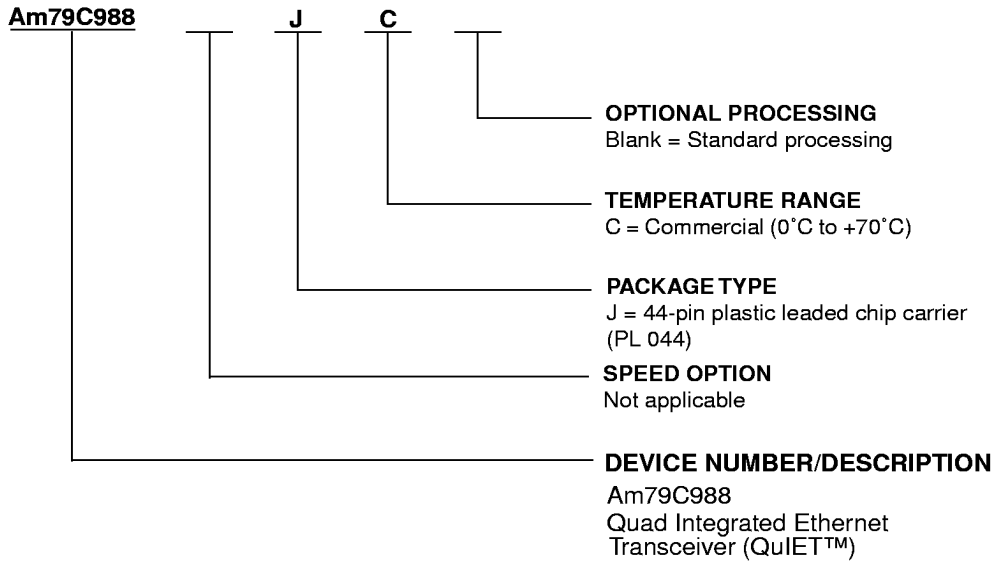 Am79C988 J C
OPTIONAL PROCESSING
Blank = Standard processing
TEMPERATURE RANGE
C = Commercial (0˚C to +70˚C)
PACKAGE TYPE
J = 44-pin plastic leaded chip carrier
(PL 044)
SPEED OPTION
Not applicable
DEVICE NUMBER/DESCRIPTION
Am79C988
Quad Integrated Ethernet
Transceiver (QuIET™)